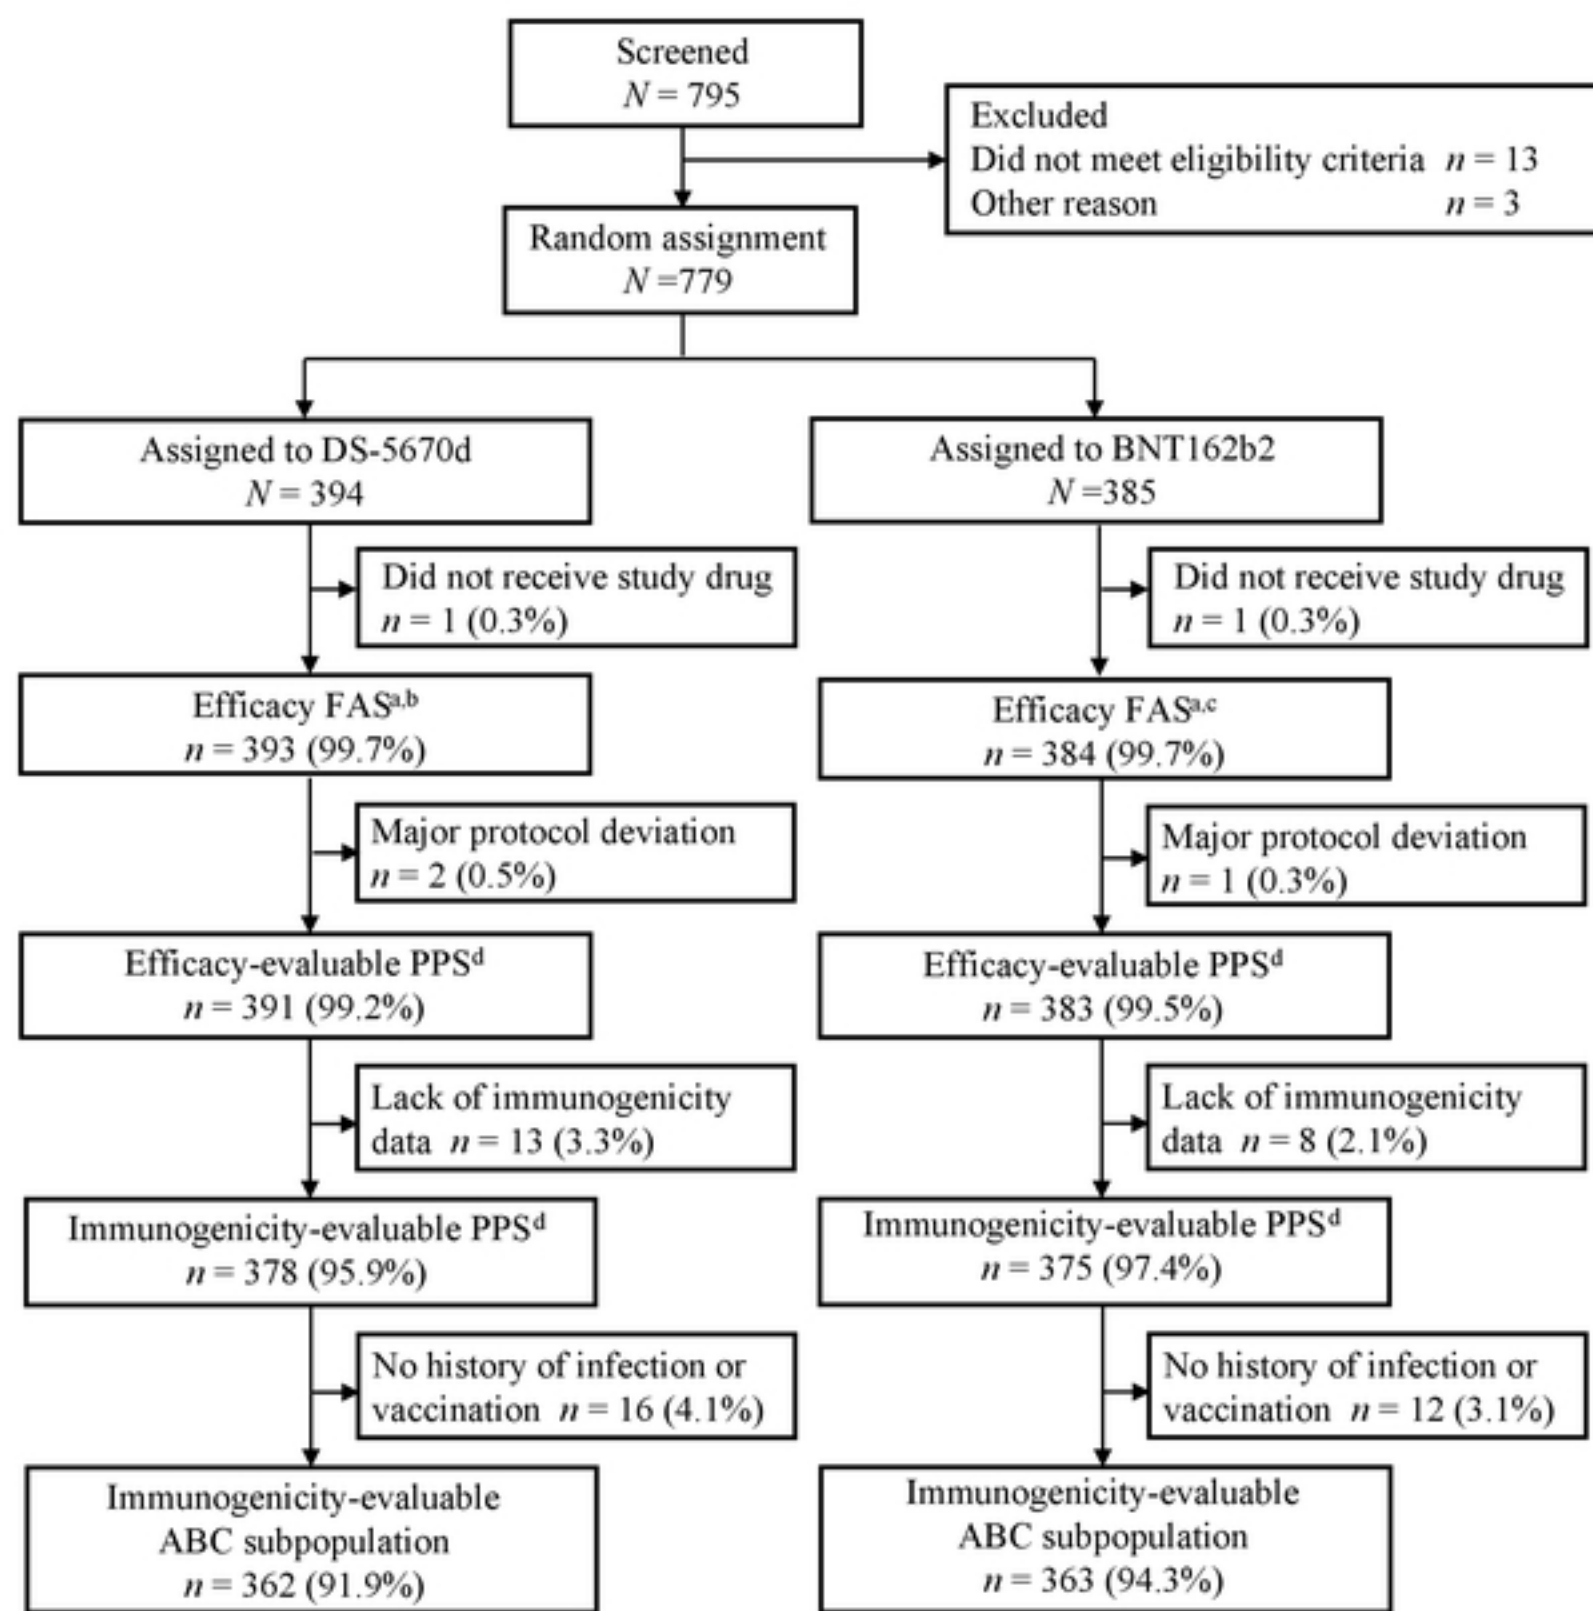 Screened
N = 795
Excluded
Did not meet eligibility criteria n = 13
Other reason n = 3
Random assignment
N =779
Assigned to DS-5670d
N = 394
Assigned to BNT162b2
N =385
Did not receive study drug
n = 1 (0.3%)
Did not receive study drug
n = 1 (0.3%)
Efficacy FASa,b
n = 393 (99.7%)
Efficacy FASa,c
n = 384 (99.7%)
Major protocol deviation
n = 2 (0.5%)
Major protocol deviation
n = 1 (0.3%)
Efficacy-evaluable PPSd
n = 391 (99.2%)
Efficacy-evaluable PPSd
n = 383 (99.5%)
Lack of immunogenicity
data n = 13 (3.3%)
Lack of immunogenicity
data n = 8 (2.1%)
Immunogenicity-evaluable PPSd
n = 378 (95.9%)
Immunogenicity-evaluable PPSd
n = 375 (97.4%)
No history of infection or
vaccination n = 16 (4.1%)
No history of infection or
vaccination n = 12 (3.1%)
Immunogenicity-evaluable
ABC subpopulation
n = 362 (91.9%)
Immunogenicity-evaluable
ABC subpopulation
n = 363 (94.3%)